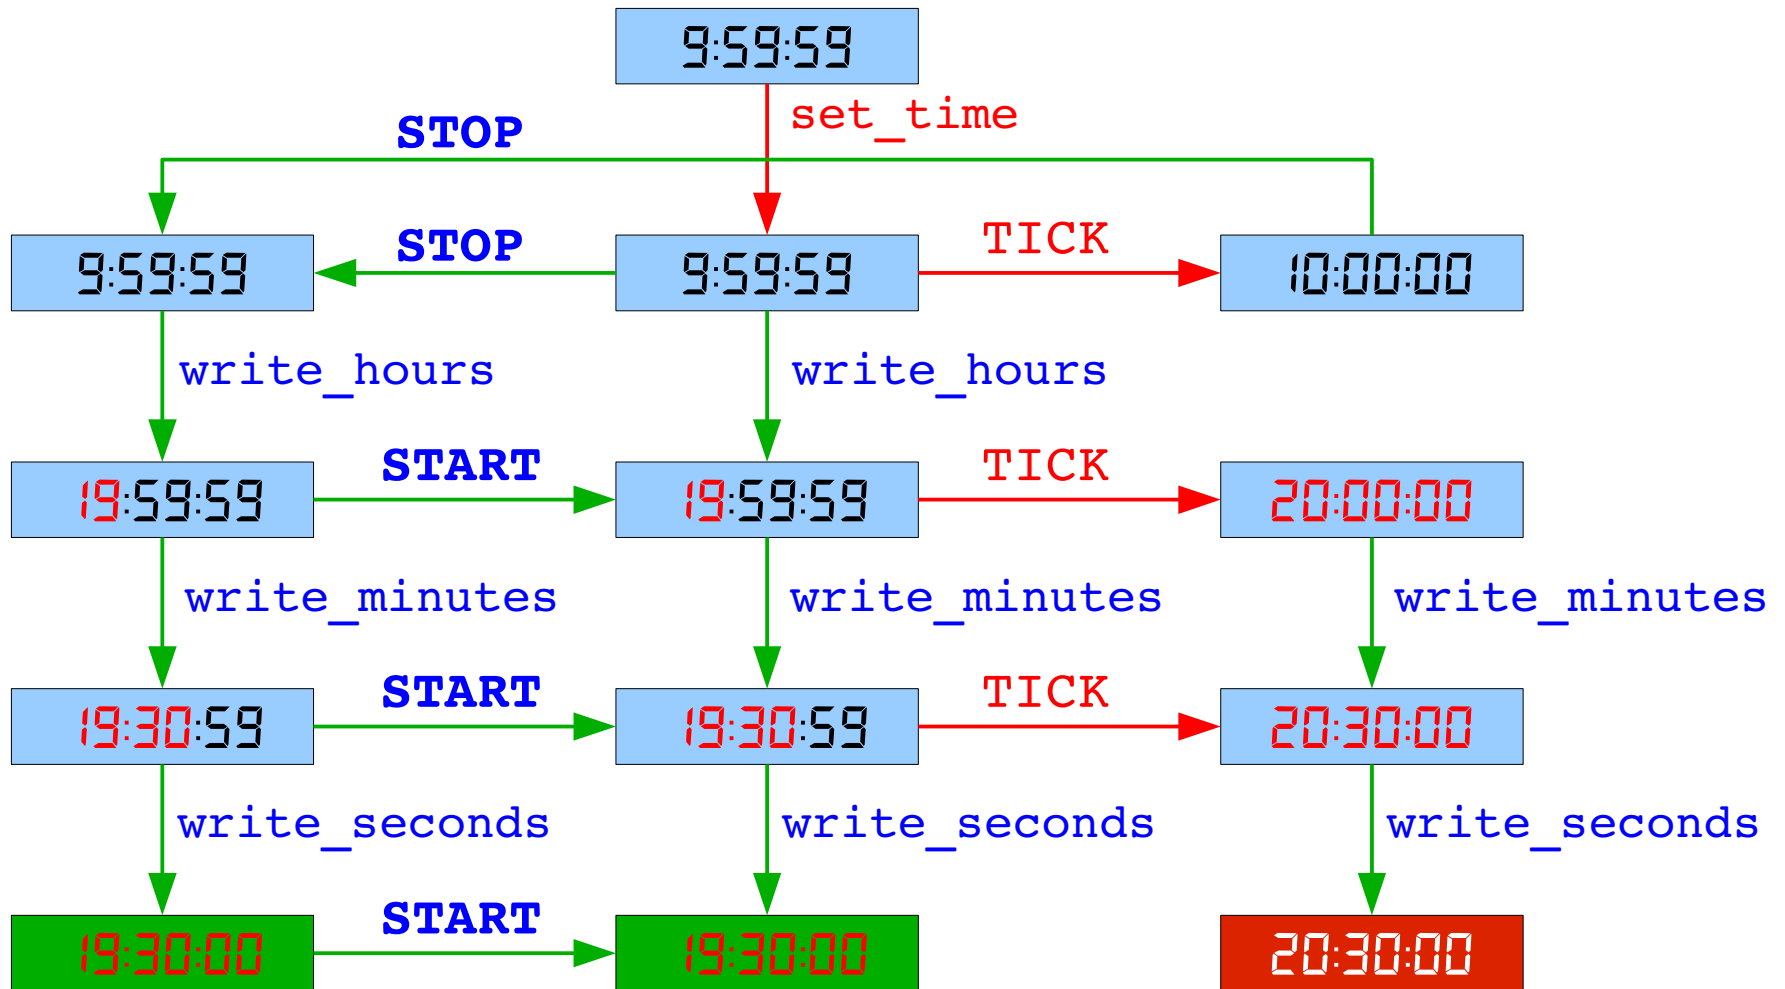 9:59:59
set_time
STOP
9:59:59 STOP 9:59:59 TICK 10:00:00
write_hours write_hours
19:59:59 START 19:59:59 TICK 20:00:00
write_minutes write_minutes write_minutes
19:30:59 START 19:30:59 TICK 20:30:00
write_seconds write_seconds write_seconds
19:30:00 START 19:30:00 20:30:00